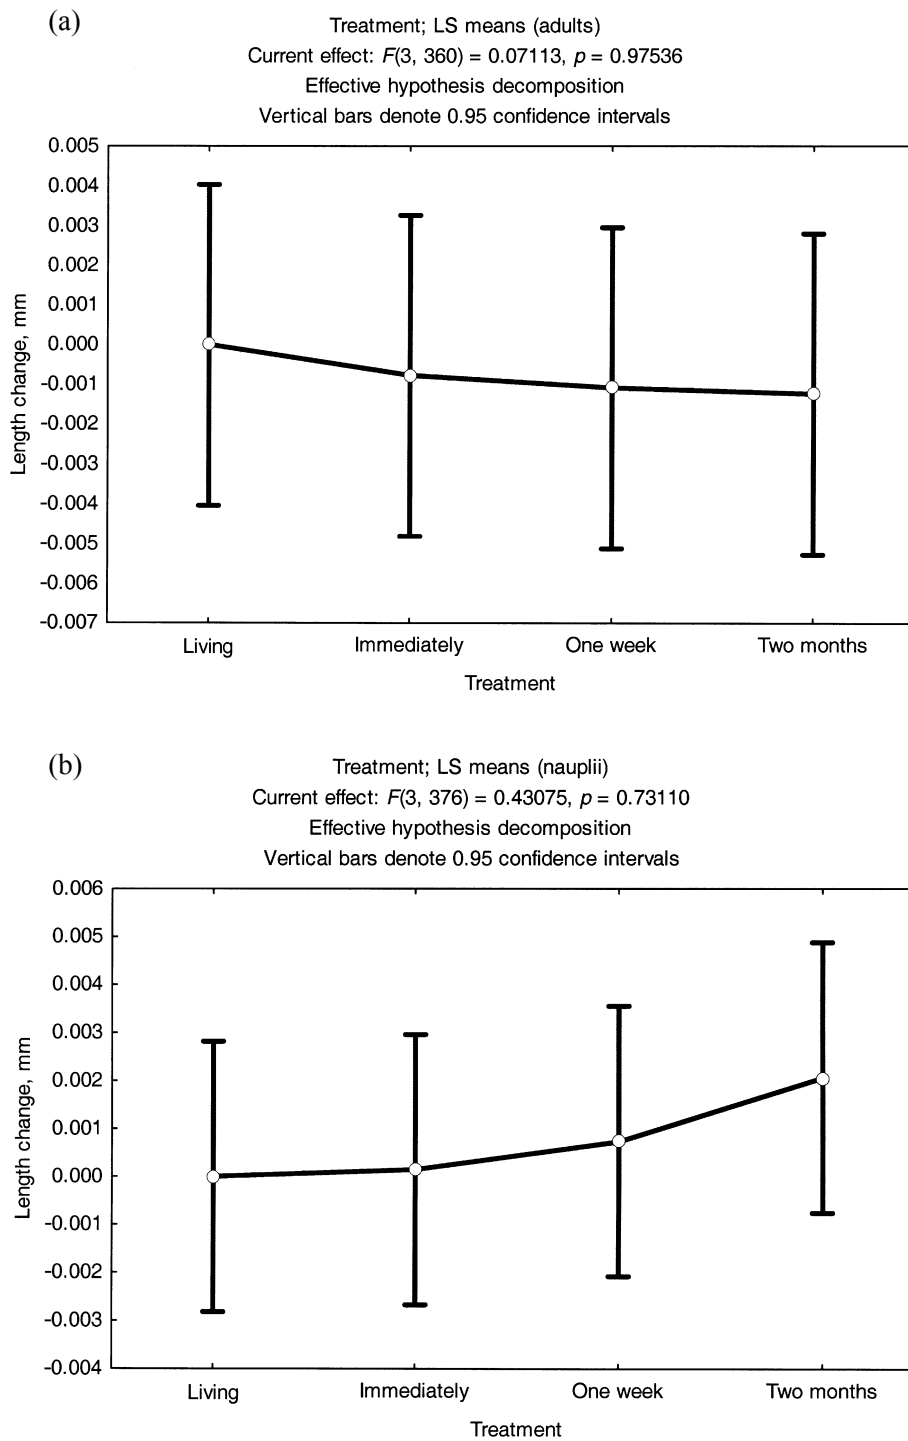 (a)
Treatment; LS means (adults)
Current effect: F(3, 360) = 0.07113, p = 0.97536
Effective hypothesis decomposition
Vertical bars denote 0.95 confidence intervals
0.005
0.004
0.003
0.002
0.001
0.000
-0.001
-0.002
-0.003
-0.004
-0.005
-0.006
-0.007
Length change, mm
Living Immediately One week Two months
Treatment
(b)
Treatment; LS means (nauplii)
Current effect: F(3, 376) = 0.43075, p = 0.73110
Effective hypothesis decomposition
Vertical bars denote 0.95 confidence intervals
0.006
0.005
0.004
0.003
0.002
0.001
0.000
-0.001
-0.002
-0.003
-0.004
Length change, mm
Living Immediately One week Two months
Treatment